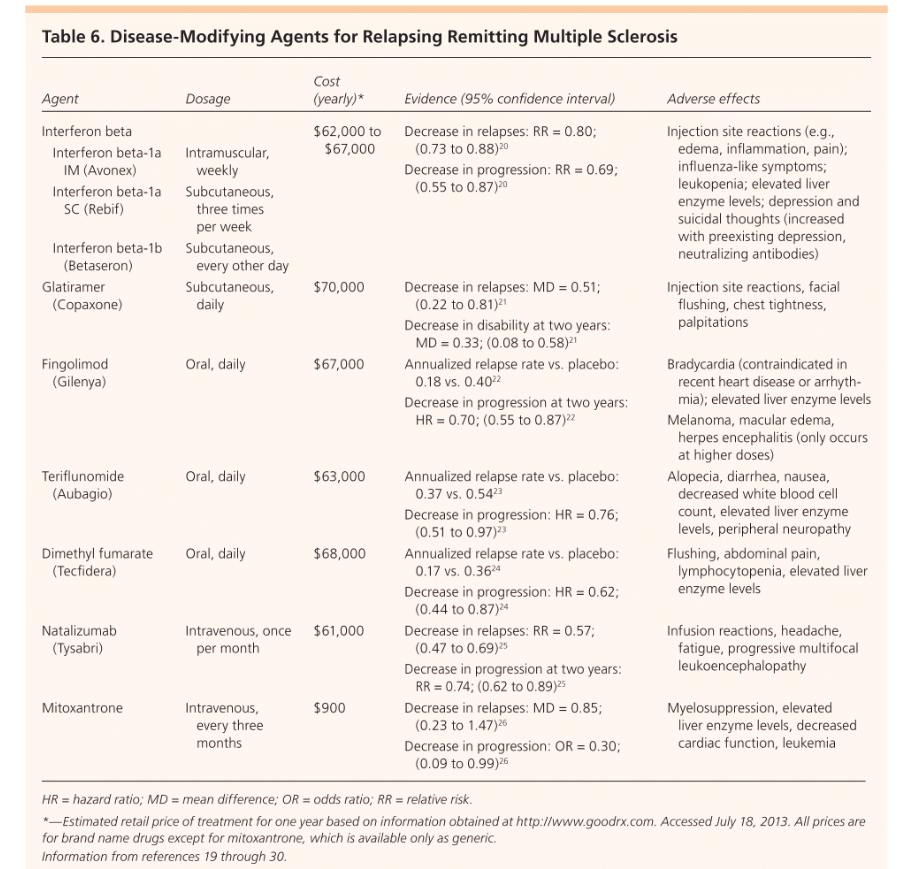 Table 6. Disease-Modifying Agents for Relapsing Remitting Multiple Sclerosis
Agent
Dosage
Cost
(yearly)*
Evidence (95% confidence interval)
Adverse effects
Interferon beta
Interferon beta-1a
IM (Avonex)
Intramuscular,
weekly
Interferon beta-1a
SC (Rebif)
Subcutaneous,
three times
per week
Interferon beta-1b
(Betaseron)
Subcutaneous,
every other day
$62,000 to
$67,000
Decrease in relapses: RR = 0.80;
(0.73 to 0.88)20
Decrease in progression: RR = 0.69;
(0.55 to 0.87)20
Injection site reactions (e.g.,
edema, inflammation, pain);
influenza-like symptoms;
leukopenia; elevated liver
enzyme levels; depression and
suicidal thoughts (increased
with preexisting depression,
neutralizing antibodies)
Glatiramer
(Copaxone)
Subcutaneous,
daily
$70,000
Decrease in relapses: MD = 0.51;
(0.22 to 0.81)21
Decrease in disability at two years:
MD = 0.33; (0.08 to 0.58)21
Injection site reactions, facial
flushing, chest tightness,
palpitations
Fingolimod
(Gilenya)
Oral, daily
$67,000
Annualized relapse rate vs. placebo:
0.18 vs. 0.4022
Decrease in progression at two years:
HR = 0.70; (0.55 to 0.87)22
Bradycardia (contraindicated in
recent heart disease or arrhyth-
mia); elevated liver enzyme levels
Melanoma, macular edema,
herpes encephalitis (only occurs
at higher doses)
Teriflunomide
(Aubagio)
Oral, daily
$63,000
Annualized relapse rate vs. placebo:
0.37 vs. 0.5423
Decrease in progression: HR = 0.76;
(0.51 to 0.97)23
Alopecia, diarrhea, nausea,
decreased white blood cell
count, elevated liver enzyme
levels, peripheral neuropathy
Dimethyl fumarate
(Tecfidera)
Oral, daily
$68,000
Annualized relapse rate vs. placebo:
0.17 vs. 0.3624
Decrease in progression: HR = 0.62;
(0.44 to 0.87)24
Flushing, abdominal pain,
lymphocytopenia, elevated liver
enzyme levels
Natalizumab
(Tysabri)
Intravenous, once
per month
$61,000
Decrease in relapses: RR = 0.57;
(0.47 to 0.69)25
Decrease in progression at two years:
RR = 0.74; (0.62 to 0.89)25
Infusion reactions, headache,
fatigue, progressive multifocal
leukoencephalopathy
Mitoxantrone
Intravenous,
every three
months
$900
Decrease in relapses: MD = 0.85;
(0.23 to 1.47)26
Decrease in progression: OR = 0.30;
(0.09 to 0.99)26
Myelosuppression, elevated
liver enzyme levels, decreased
cardiac function, leukemia
HR = hazard ratio; MD = mean difference; OR = odds ratio; RR = relative risk.
*—Estimated retail price of treatment for one year based on information obtained at http://www.goodrx.com. Accessed July 18, 2013. All prices are
for brand name drugs except for mitoxantrone, which is available only as generic.
Information from references 19 through 30.